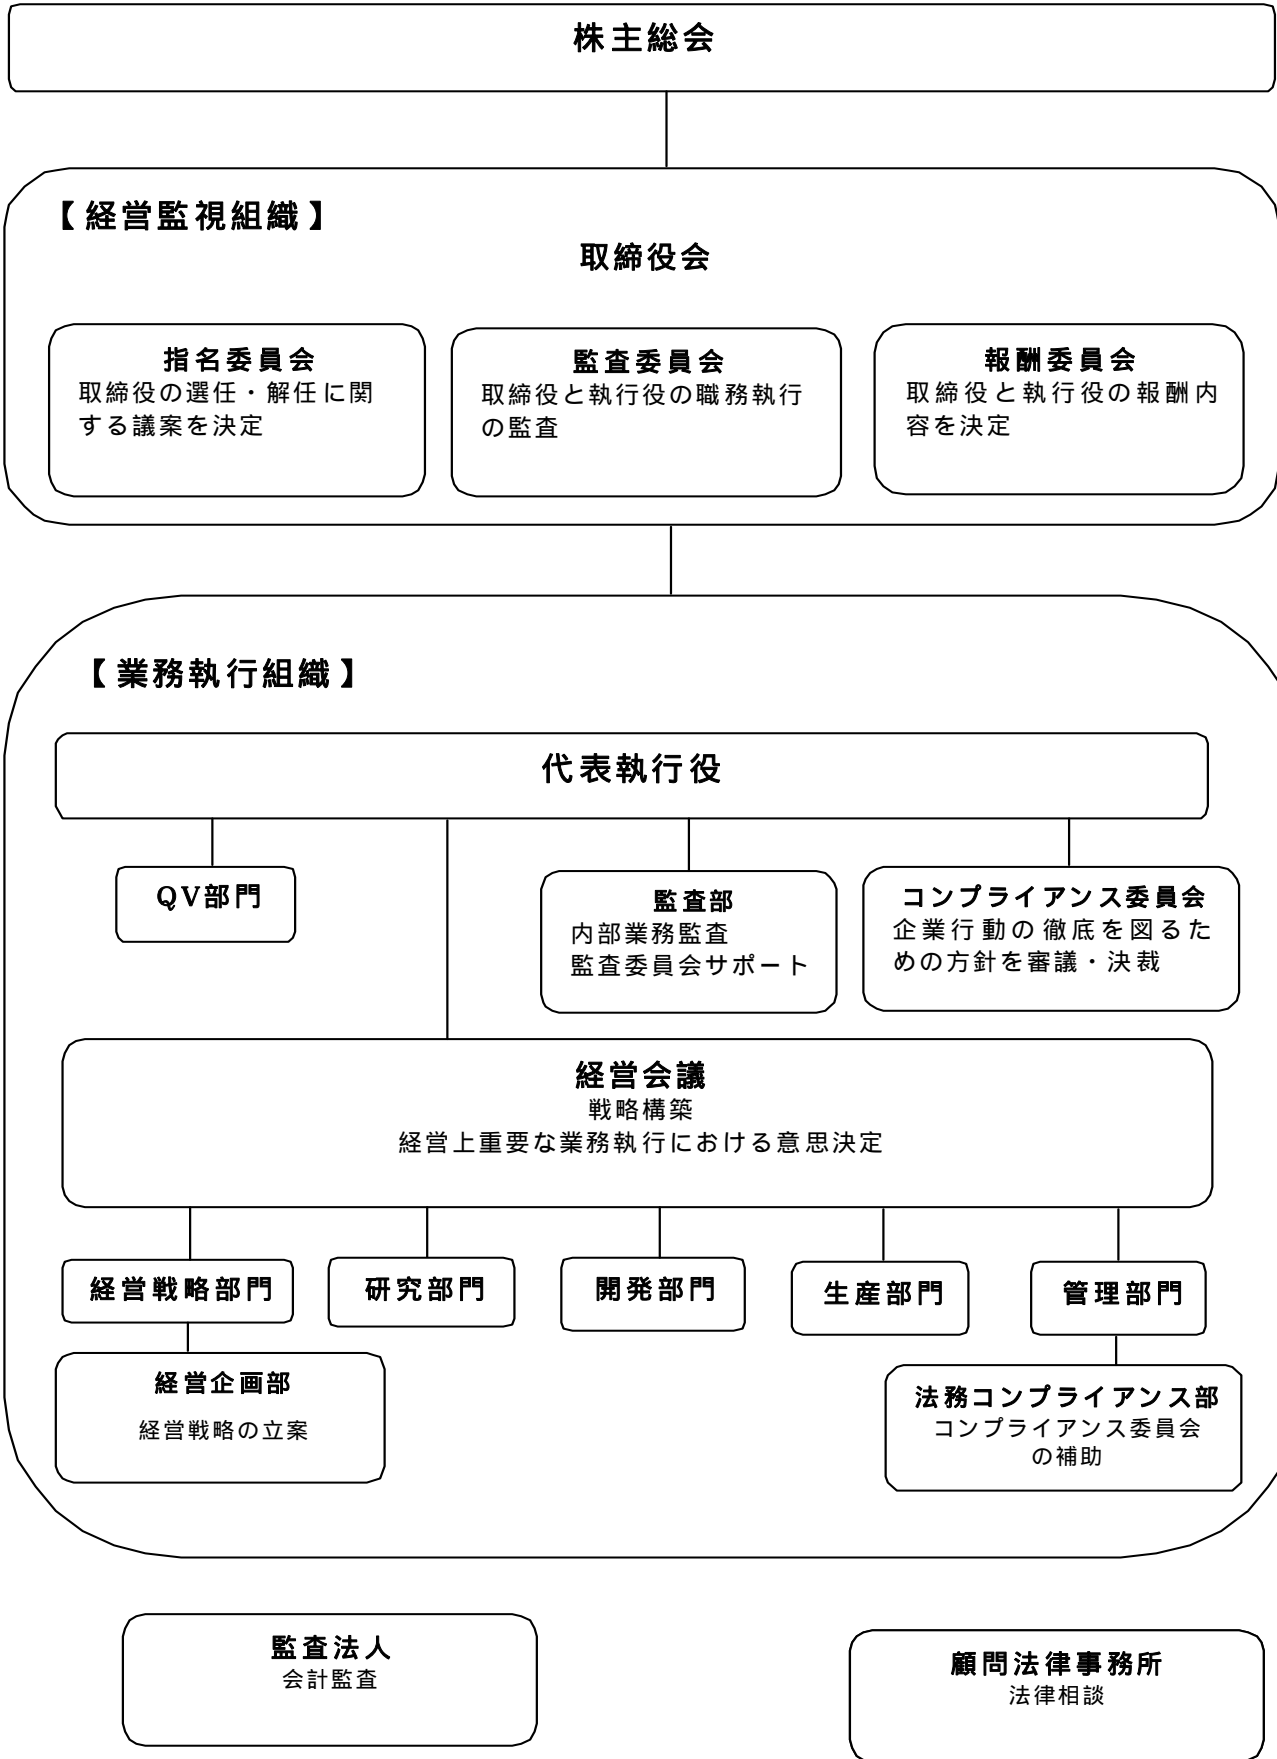 株主総会
【経営監視組織】
取締役会
指名委員会
取締役の選任・解任に関
する議案を決定
監査委員会
取締役と執行役の職務執行
の監査
報酬委員会
取締役と執行役の報酬内
容を決定
【業務執行組織】
代表執行役
QV部門
監査部
内部業務監査
監査委員会サポート
コンプライアンス委員会
企業行動の徹底を図るた
めの方針を審議・決裁
経営会議
戦略構築
経営上重要な業務執行における意思決定
経営戦略部門
研究部門
開発部門
生産部門
管理部門
経営企画部
経営戦略の立案
法務コンプライアンス部
コンプライアンス委員会
の補助
監査法人
会計監査
顧問法律事務所
法律相談